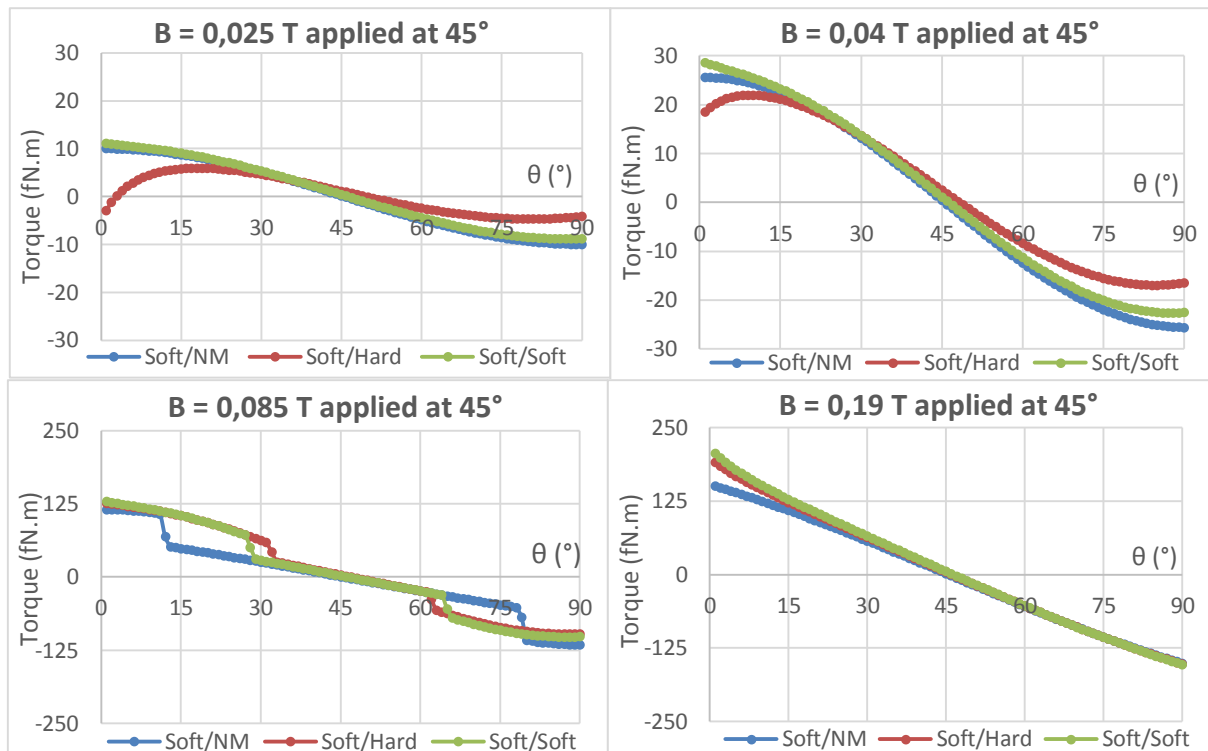 B = 0,025 T applied at 45°
30
20
10
0
-10
-20
-30
0 15 30 45 60 75 90
Torque (fN.m)
θ (°)
Soft/NM Soft/Hard Soft/Soft
B = 0,04 T applied at 45°
30
20
10
0
-10
-20
-30
0 15 30 45 60 75 90
Torque (fN.m)
θ (°)
Soft/NM Soft/Hard Soft/Soft
B = 0,085 T applied at 45°
250
125
0
-125
-250
0 15 30 45 60 75 90
Torque (fN.m)
θ (°)
Soft/NM Soft/Hard Soft/Soft
B = 0,19 T applied at 45°
250
125
0
-125
-250
0 15 30 45 60 75 90
Torque (fN.m)
θ (°)
Soft/NM Soft/Hard Soft/Soft